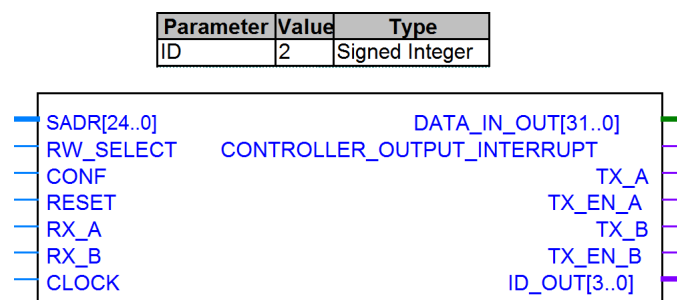 Parameter Value Type
ID 2 Signed Integer
SADR[24..0] DATA_IN_OUT[31..0]
RW_SELECT CONTROLLER_OUTPUT_INTERRUPT
CONF TX_A
RESET TX_EN_A
RX_A TX_B
RX_B TX_EN_B
CLOCK ID_OUT[3..0]